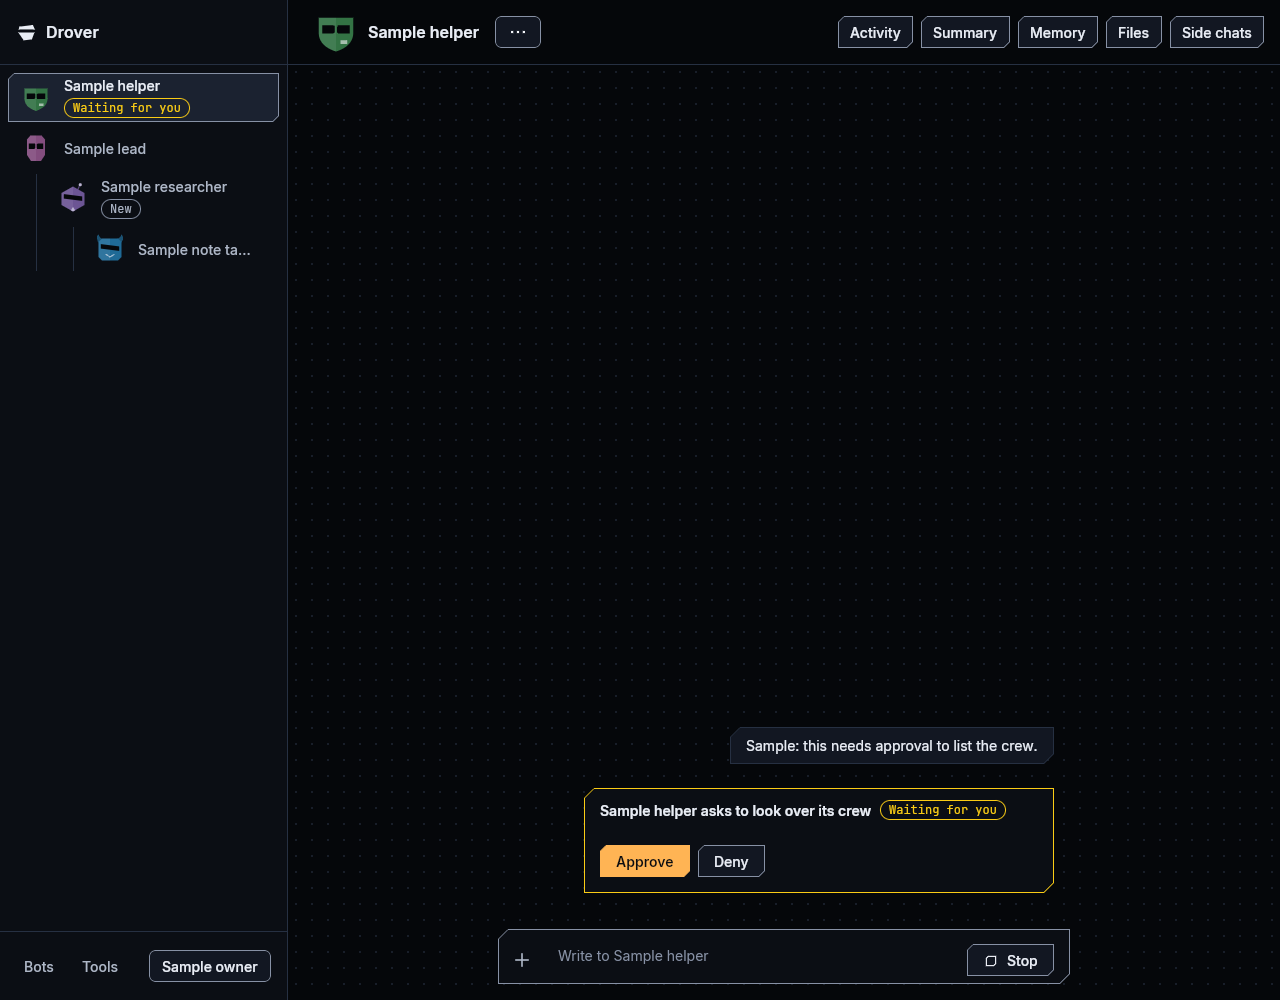 Drover
Sample helper
Waiting for you
Sample lead
Sample researcher
New
Sample note ta...
Bots
Tools
Sample owner
Sample helper
Activity
Summary
Memory
Files
Side chats
Sample: this needs approval to list the crew.
Sample helper asks to look over its crew
Waiting for you
Approve
Deny
Write to Sample helper
Stop